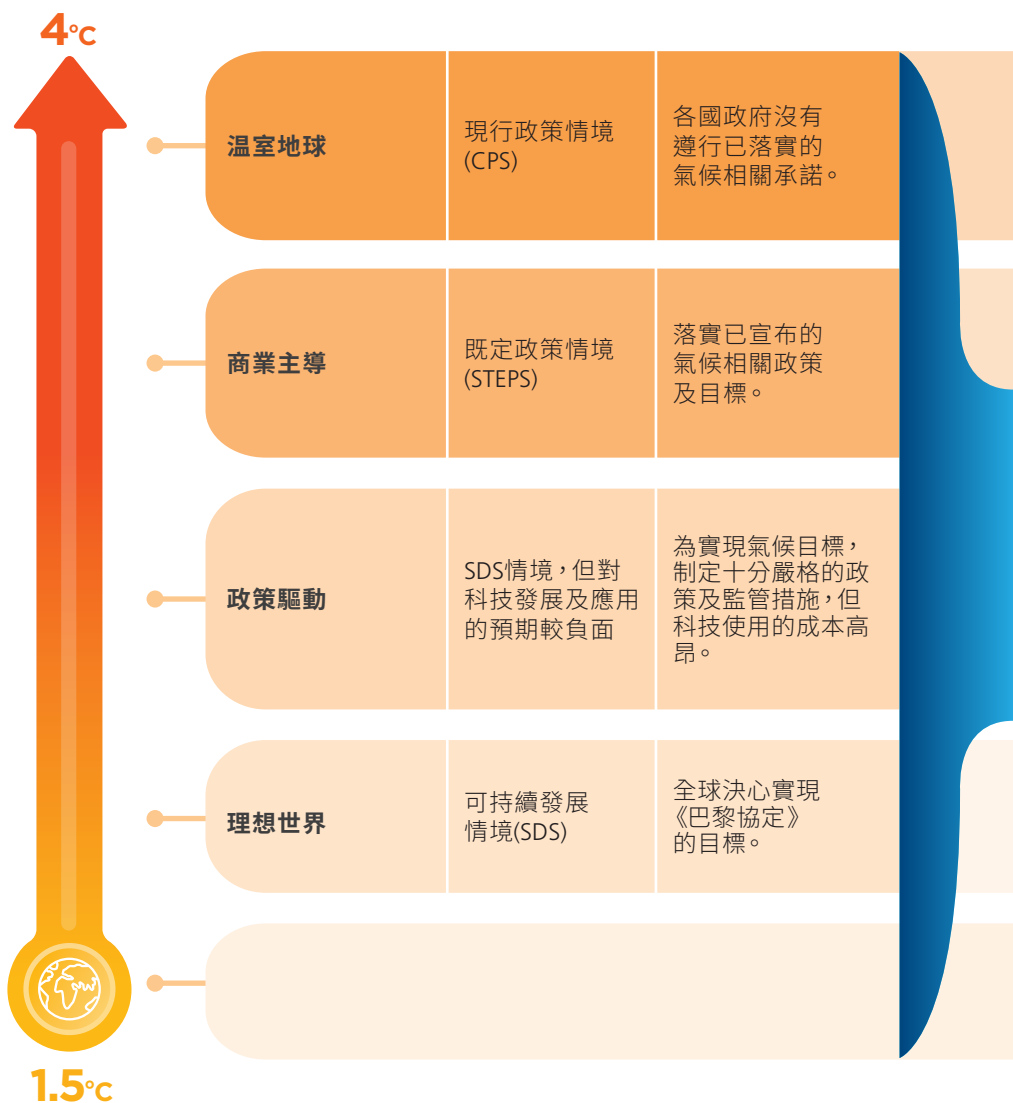 4°C
温室地球
現行政策情境
(CPS)
各國政府沒有
遵行已落實的
氣候相關承諾。
商業主導
既定政策情境
(STEPS)
落實已宣布的
氣候相關政策
及目標。
政策驅動
SDS情境，但對
科技發展及應用
的預期較負面
為實現氣候目標，
制定十分嚴格的政
策及監管措施，但
科技使用的成本高
昂。
理想世界
可持續發展
情境(SDS)
全球決心實現
《巴黎協定》
的目標。
1.5°C